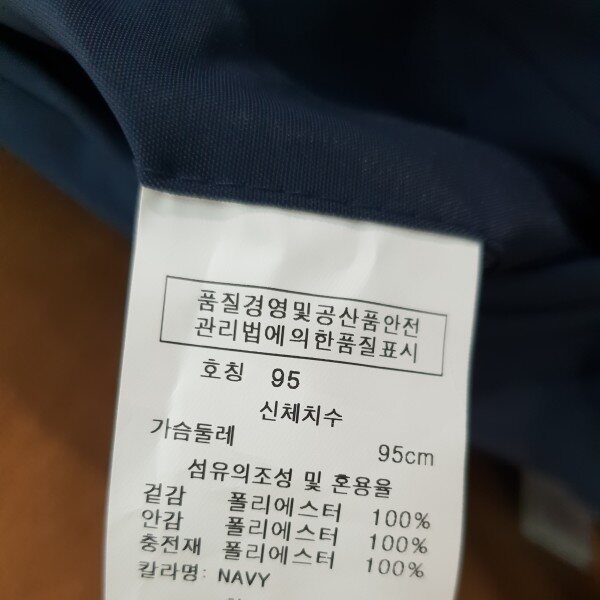 품질경영및공산품안전
관리법에의한품질표시
호칭 95
신체치수
가슴둘레 95cm
섬유의조성 및 혼용율
겉감 폴리에스터 100%
안감 폴리에스터 100%
충전재 폴리에스터 100%
칼라명: NAVY